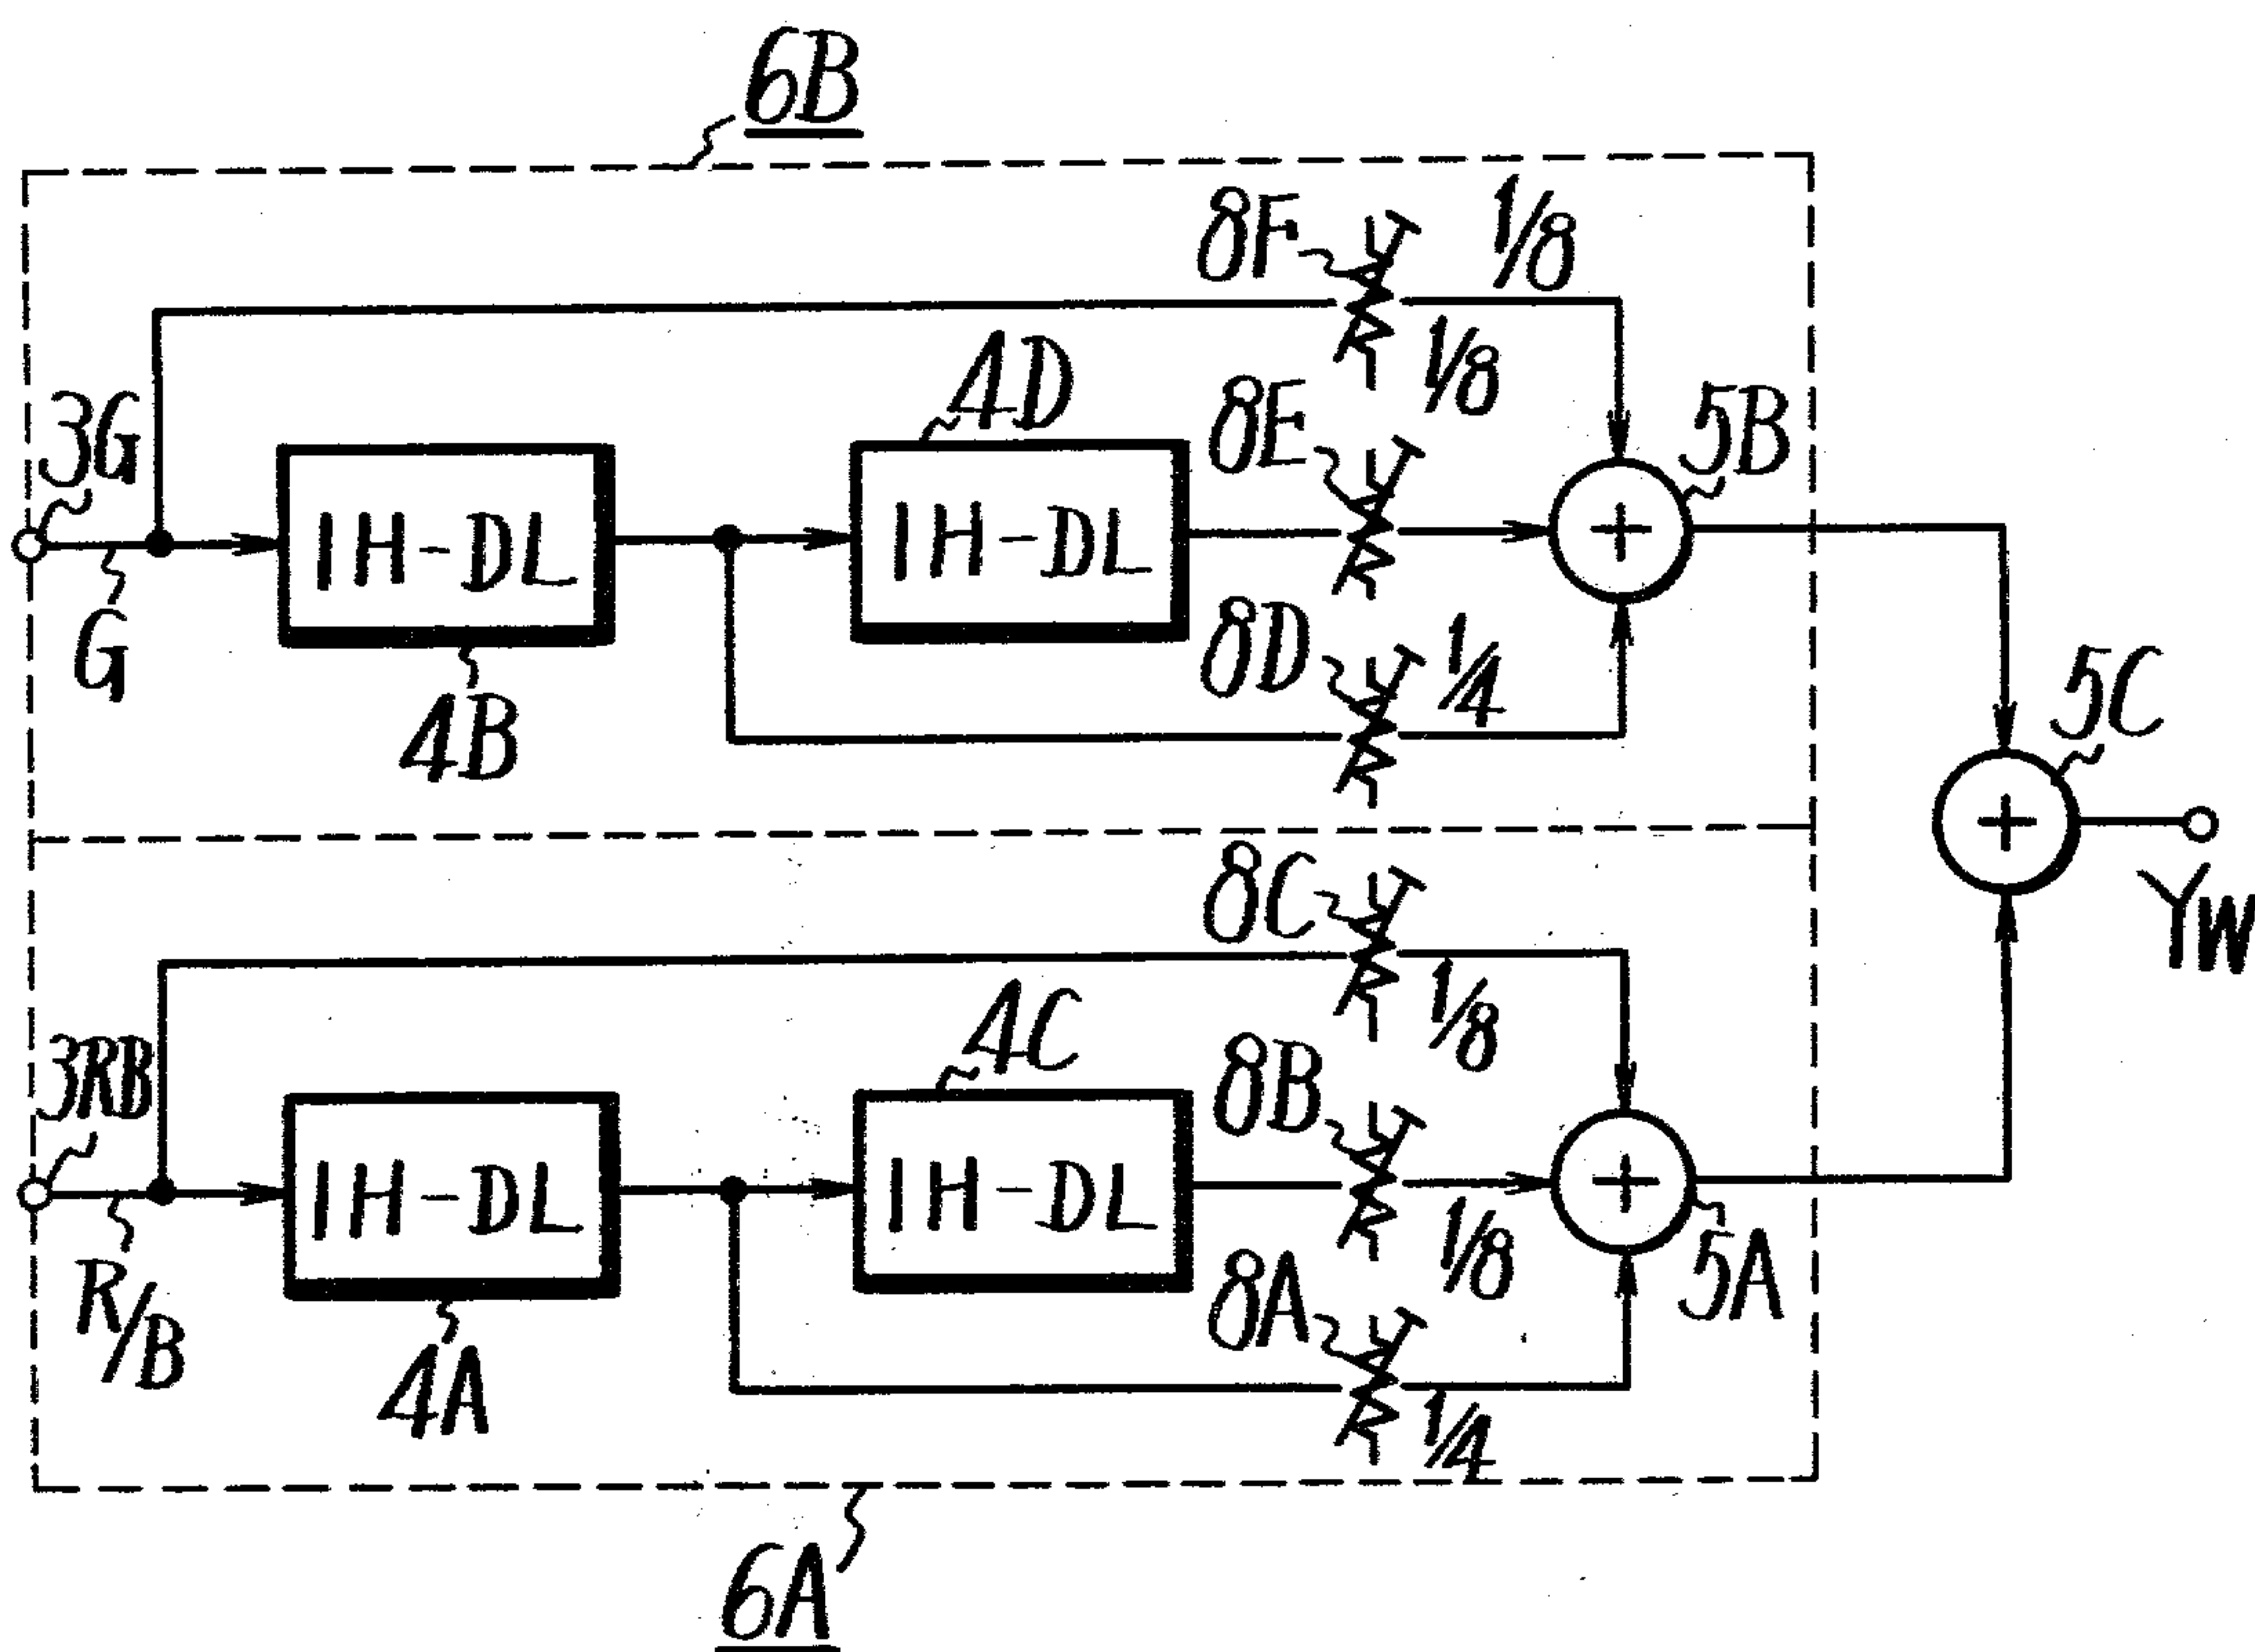 6B
8F
1/8
4D
1/8
3G
8E
5B
1H-DL
1H-DL
G
8D
1/4
4B
5C
8C
YW
1/8
4C
3RB
8B
1H-DL
1H-DL
1/8
R/B
8A
5A
4A
1/4
6A